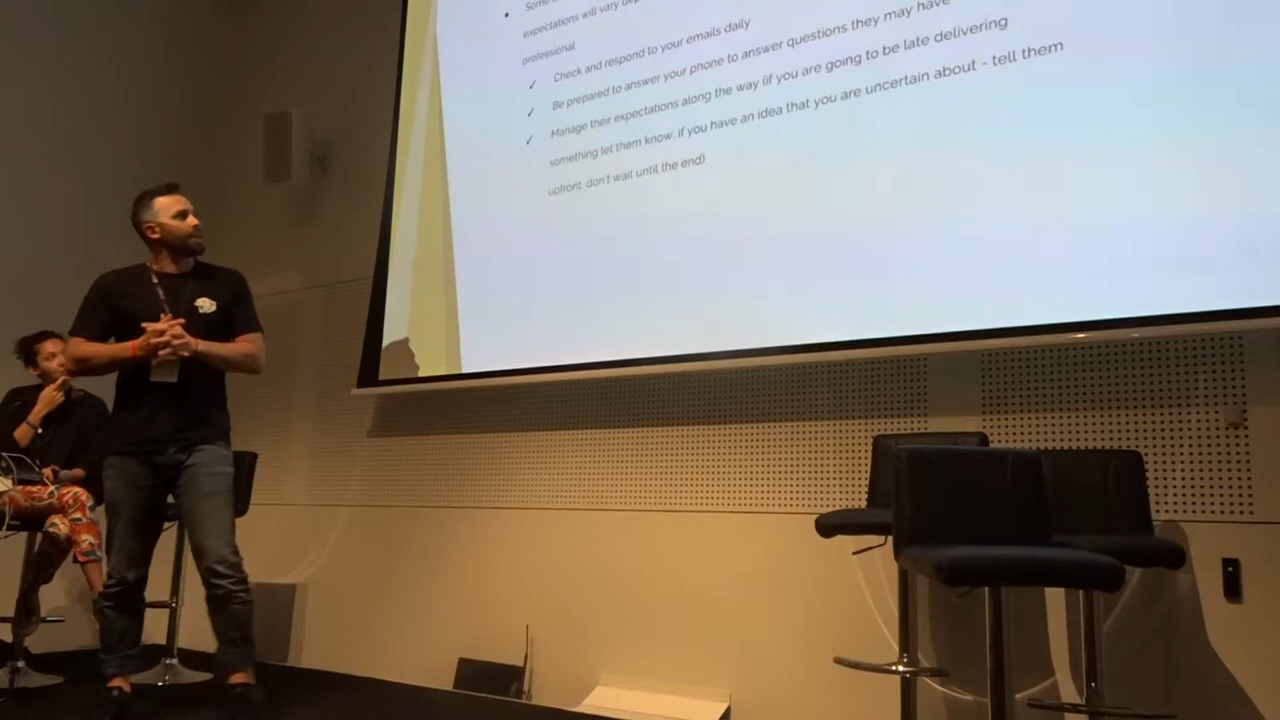 • Some
expectations will vary dep
professional
✓ Check and respond to your emails daily
✓ Be prepared to answer your phone to answer questions they may have
✓ Manage their expectations along the way (if you are going to be late delivering
something let them know, if you have an idea that you are uncertain about - tell them
upfront, don't wait until the end)